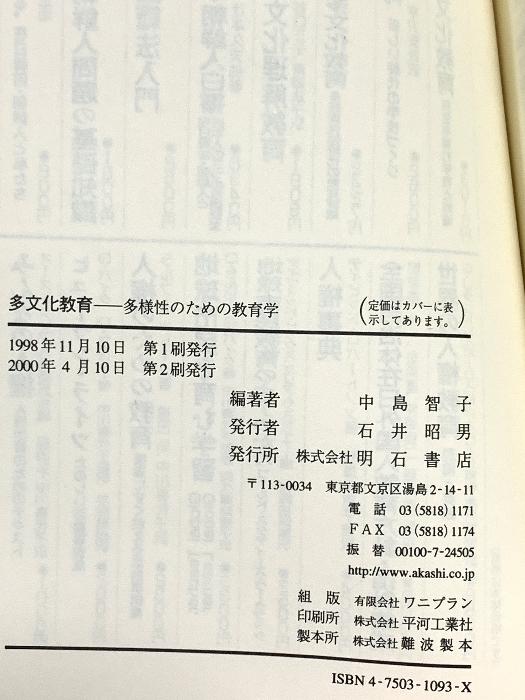 多文化教育――多様性のための教育学
(定価はカバーに表示してあります。)
1998年11月10日　第1刷発行
2000年4月10日　第2刷発行
編著者　中島智子
発行者　石井昭男
発行所　株式会社 明石書店
〒113-0034　東京都文京区湯島2-14-11
電話　03(5818)1171
FAX　03(5818)1174
振替　00100-7-24505
http://www.akashi.co.jp
組版　有限会社 ワニプラン
印刷所　株式会社 平河工業社
製本所　株式会社 難波製本
ISBN 4-7503-1093-X